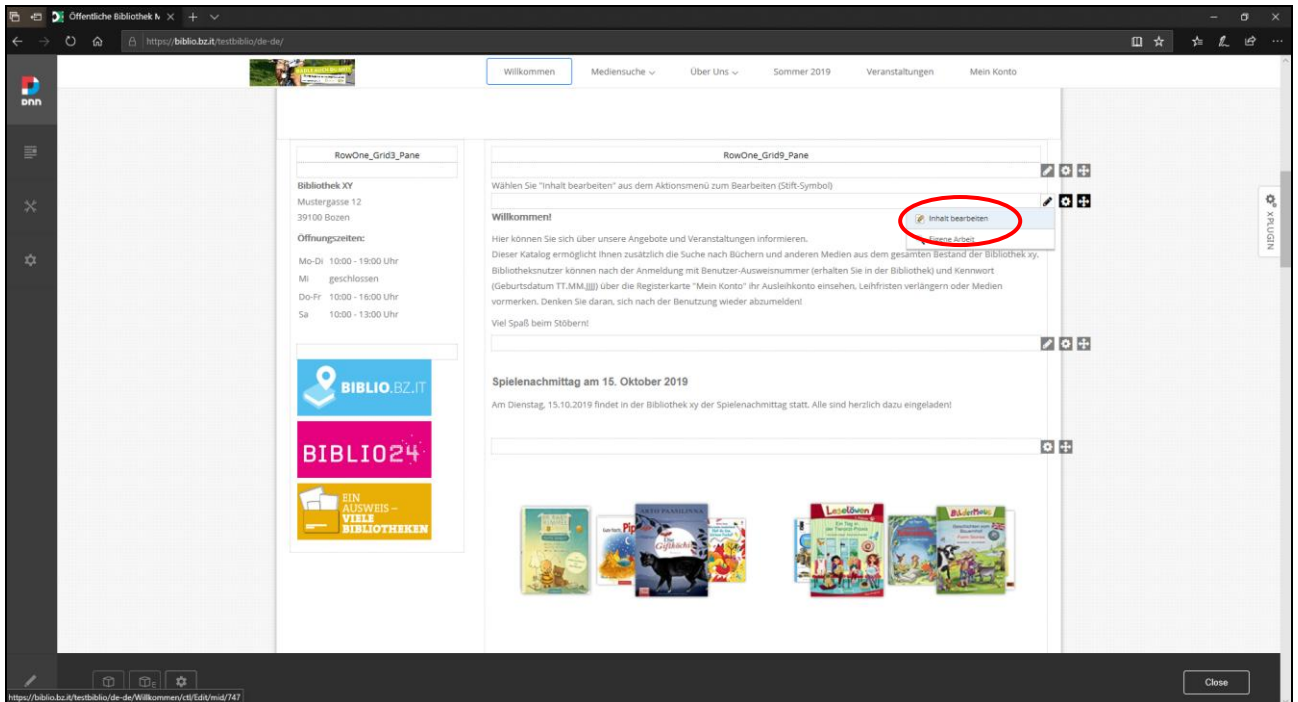 Öffentliche Bibliothek
https://biblio.bz.it/testbiblio/de-de/
DNN
Willkommen
Mediensuche
Über Uns
Sommer 2019
Veranstaltungen
Mein Konto
RowOne_Grid3_Pane
Bibliothek XY
Mustergasse 12
39100 Bozen
Öffnungszeiten:
Mo-Di 10:00 - 19:00 Uhr
Mi geschlossen
Do-Fr 10:00 - 16:00 Uhr
Sa 10:00 - 13:00 Uhr
BIBLIO.BZ.IT
BIBLIO24
EIN
AUSWEIS –
VIELE
BIBLIOTHEKEN
RowOne_Grid9_Pane
Wählen Sie "Inhalt bearbeiten" aus dem Aktionsmenü zum Bearbeiten (Stift-Symbol)
Inhalt bearbeiten
Eigene Arbeit
Willkommen!
Hier können Sie sich über unsere Angebote und Veranstaltungen informieren.
Dieser Katalog ermöglicht Ihnen zusätzlich die Suche nach Büchern und anderen Medien aus dem gesamten Bestand der Bibliothek xy.
Bibliotheksnutzer können nach der Anmeldung mit Benutzer-Ausweisnummer (erhalten Sie in der Bibliothek) und Kennwort
(Geburtsdatum TT.MM.JJJJ) über die Registerkarte "Mein Konto" ihr Ausleihkonto einsehen, Leihfristen verlängern oder Medien
vormerken. Denken Sie daran, sich nach der Benutzung wieder abzumelden!
Viel Spaß beim Stöbern!
Spielenachmittag am 15. Oktober 2019
Am Dienstag, 15.10.2019 findet in der Bibliothek xy der Spielenachmittag statt. Alle sind herzlich dazu eingeladen!
Leselöwen
XPLUGIN
Close
https://biblio.bz.it/testbiblio/de-de/Willkommen/ctl/Edit/mid/747